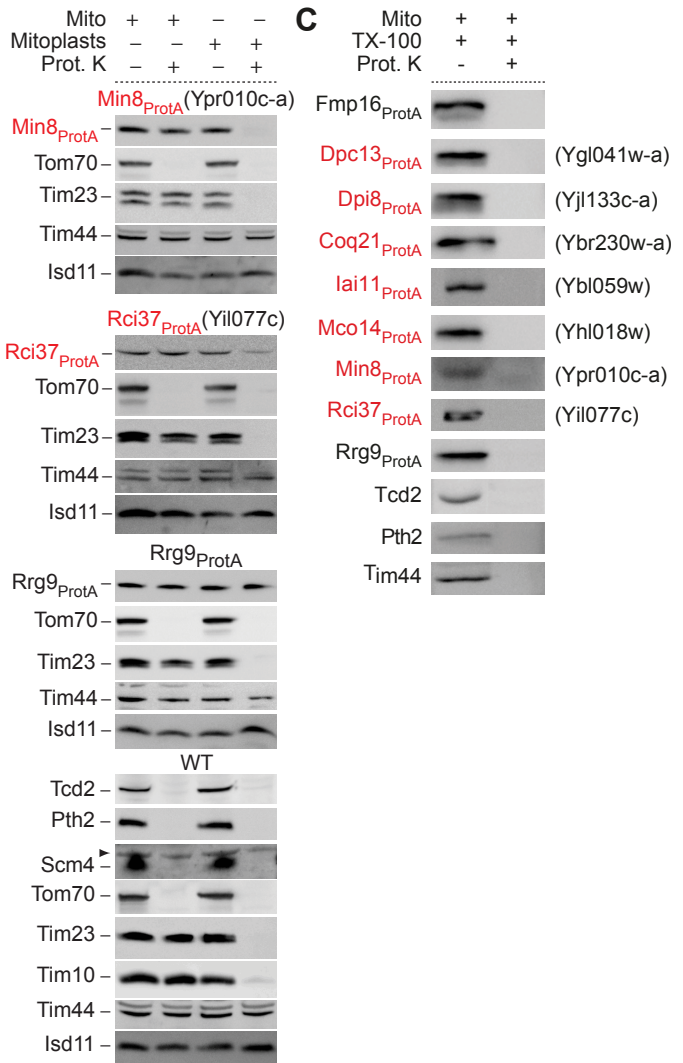 Mito + + – –
Mitoplasts – – + +
Prot. K – + – +
Min8ProtA(Ypr010c-a)
Min8ProtA –
Tom70 –
Tim23 –
Tim44 –
Isd11 –
Rci37ProtA(Yil077c)
Rci37ProtA –
Tom70 –
Tim23 –
Tim44 –
Isd11 –
Rrg9ProtA
Rrg9ProtA –
Tom70 –
Tim23 –
Tim44 –
Isd11 –
WT
Tcd2 –
Pth2 –
Scm4 –
Tom70 –
Tim23 –
Tim10 –
Tim44 –
Isd11 –
C
Mito + +
TX-100 + +
Prot. K - +
Fmp16ProtA
Dpc13ProtA (Ygl041w-a)
Dpi8ProtA (Yjl133c-a)
Coq21ProtA (Ybr230w-a)
Iai11ProtA (Ybl059w)
Mco14ProtA (Yhl018w)
Min8ProtA (Ypr010c-a)
Rci37ProtA (Yil077c)
Rrg9ProtA
Tcd2
Pth2
Tim44